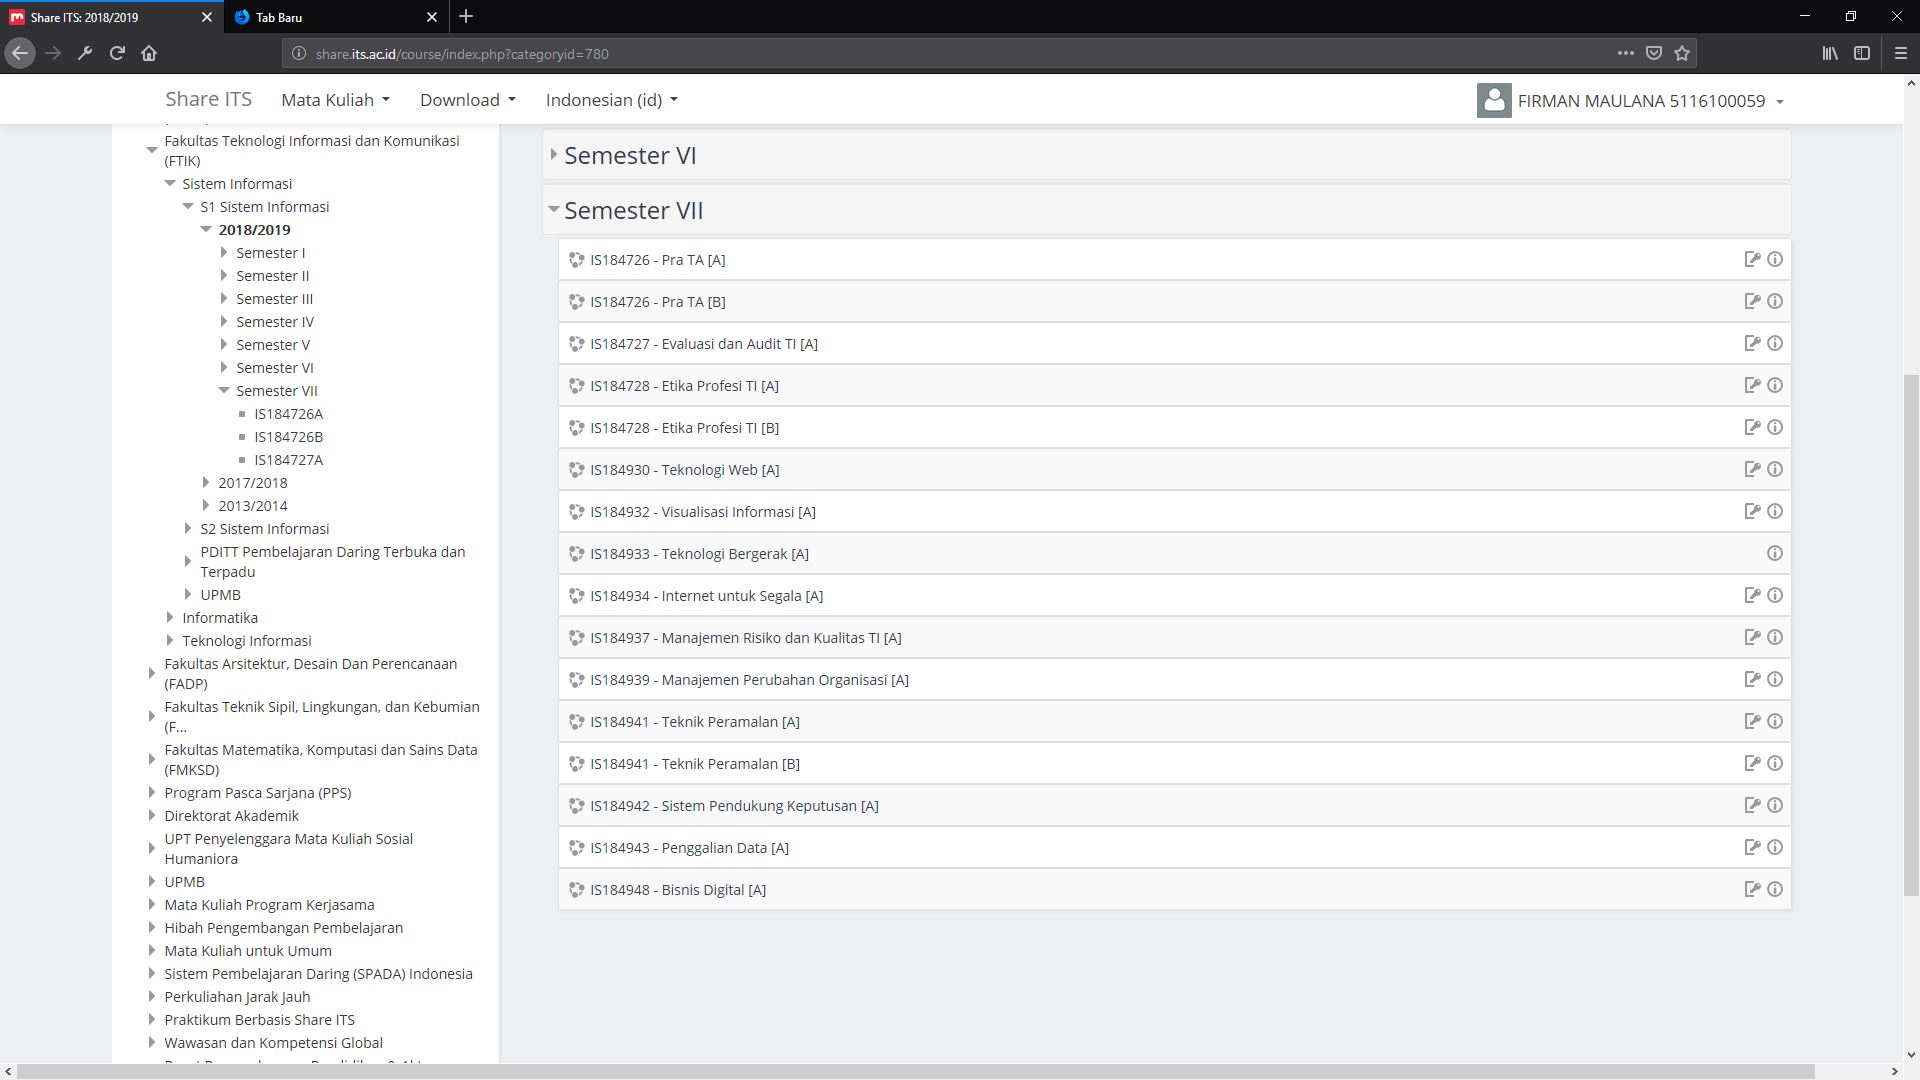 Share ITS: 2018/2019
Tab Baru
share.its.ac.id/course/index.php?categoryid=780
Share ITS
Mata Kuliah
Download
Indonesian (id)
FIRMAN MAULANA 5116100059
Fakultas Teknologi Informasi dan Komunikasi
(FTIK)
Sistem Informasi
S1 Sistem Informasi
2018/2019
Semester I
Semester II
Semester III
Semester IV
Semester V
Semester VI
Semester VII
IS184726A
IS184726B
IS184727A
2017/2018
2013/2014
S2 Sistem Informasi
PDITT Pembelajaran Daring Terbuka dan
Terpadu
UPMB
Informatika
Teknologi Informasi
Fakultas Arsitektur, Desain Dan Perencanaan
(FADP)
Fakultas Teknik Sipil, Lingkungan, dan Kebumian
(F...
Fakultas Matematika, Komputasi dan Sains Data
(FMKSD)
Program Pasca Sarjana (PPS)
Direktorat Akademik
UPT Penyelenggara Mata Kuliah Sosial
Humaniora
UPMB
Mata Kuliah Program Kerjasama
Hibah Pengembangan Pembelajaran
Mata Kuliah untuk Umum
Sistem Pembelajaran Daring (SPADA) Indonesia
Perkuliahan Jarak Jauh
Praktikum Berbasis Share ITS
Wawasan dan Kompetensi Global
Semester VI
Semester VII
IS184726 - Pra TA [A]
IS184726 - Pra TA [B]
IS184727 - Evaluasi dan Audit TI [A]
IS184728 - Etika Profesi TI [A]
IS184728 - Etika Profesi TI [B]
IS184930 - Teknologi Web [A]
IS184932 - Visualisasi Informasi [A]
IS184933 - Teknologi Bergerak [A]
IS184934 - Internet untuk Segala [A]
IS184937 - Manajemen Risiko dan Kualitas TI [A]
IS184939 - Manajemen Perubahan Organisasi [A]
IS184941 - Teknik Peramalan [A]
IS184941 - Teknik Peramalan [B]
IS184942 - Sistem Pendukung Keputusan [A]
IS184943 - Penggalian Data [A]
IS184948 - Bisnis Digital [A]